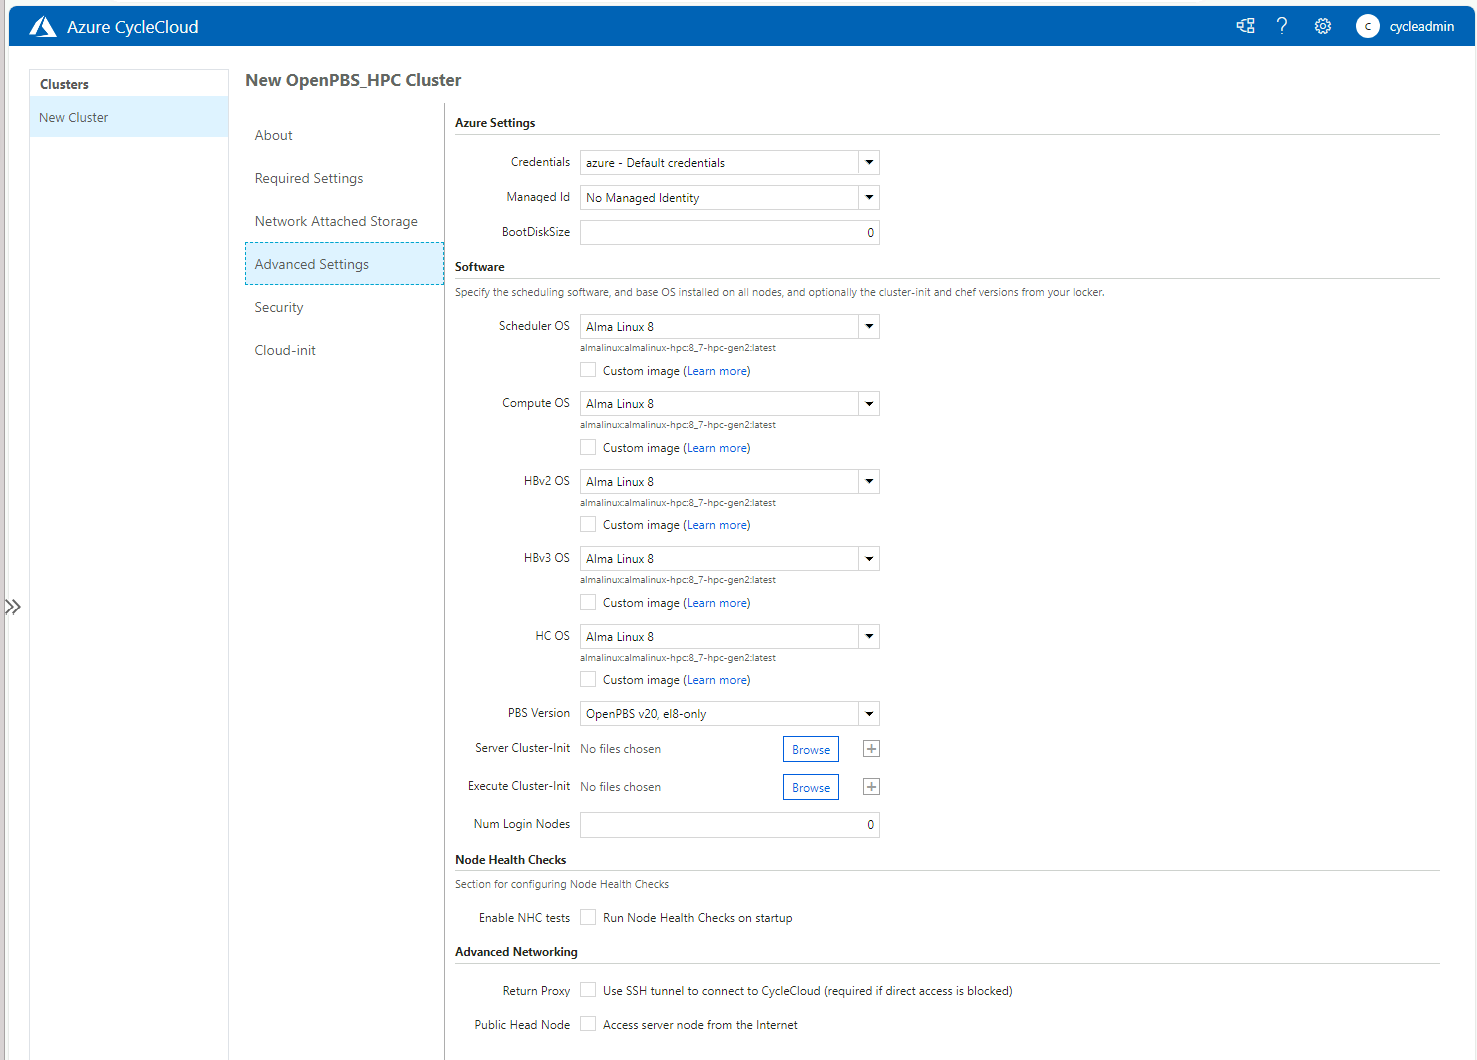 Azure CycleCloud
C cycleadmin
Clusters
New Cluster
New OpenPBS_HPC Cluster
About
Required Settings
Network Attached Storage
Advanced Settings
Security
Cloud-init
Azure Settings
Credentials azure - Default credentials
Managed Id No Managed Identity
BootDiskSize 0
Software
Specify the scheduling software, and base OS installed on all nodes, and optionally the cluster-init and chef versions from your locker.
Scheduler OS Alma Linux 8
almalinux:almalinux-hpc:8_7-hpc-gen2:latest
Custom image (Learn more)
Compute OS Alma Linux 8
almalinux:almalinux-hpc:8_7-hpc-gen2:latest
Custom image (Learn more)
HBv2 OS Alma Linux 8
almalinux:almalinux-hpc:8_7-hpc-gen2:latest
Custom image (Learn more)
HBv3 OS Alma Linux 8
almalinux:almalinux-hpc:8_7-hpc-gen2:latest
Custom image (Learn more)
HC OS Alma Linux 8
almalinux:almalinux-hpc:8_7-hpc-gen2:latest
Custom image (Learn more)
PBS Version OpenPBS v20, el8-only
Server Cluster-Init No files chosen Browse
Execute Cluster-Init No files chosen Browse
Num Login Nodes 0
Node Health Checks
Section for configuring Node Health Checks
Enable NHC tests Run Node Health Checks on startup
Advanced Networking
Return Proxy Use SSH tunnel to connect to CycleCloud (required if direct access is blocked)
Public Head Node Access server node from the Internet